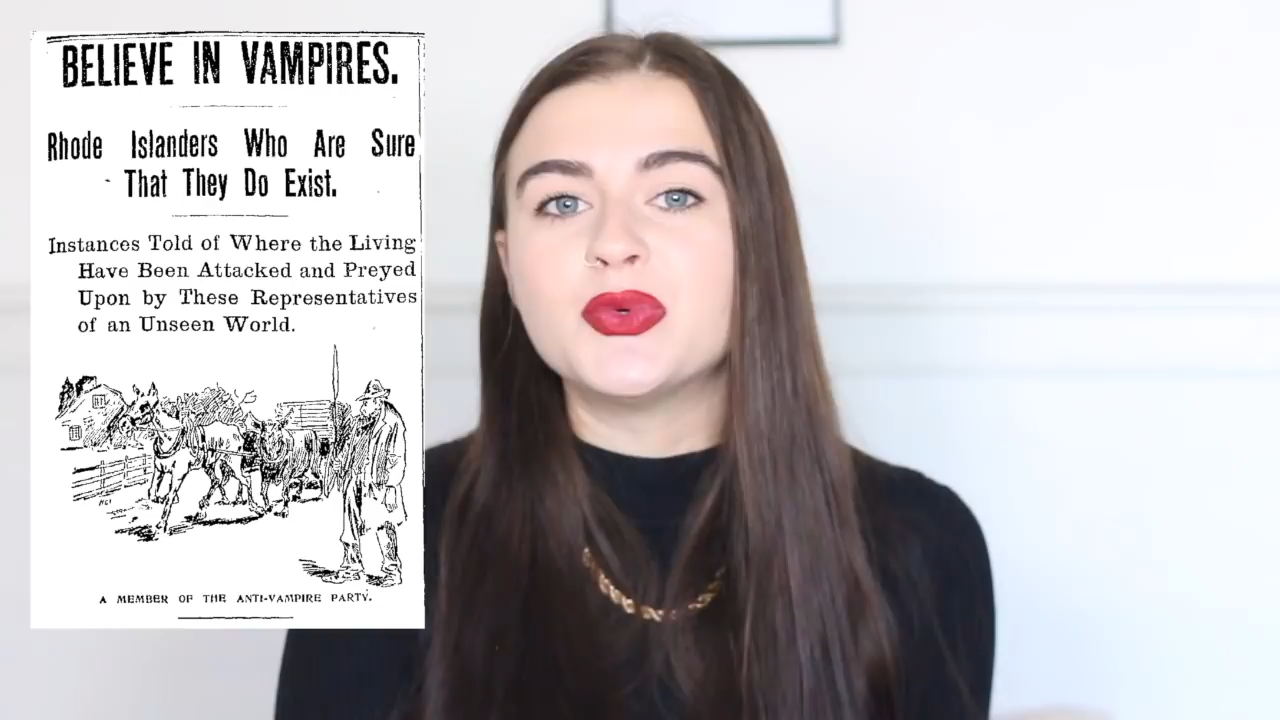 BELIEVE IN VAMPIRES.
Rhode Islanders Who Are Sure
That They Do Exist.
Instances Told of Where the Living
Have Been Attacked and Preyed
Upon by These Representatives
of an Unseen World.
A MEMBER OF THE ANTI-VAMPIRE PARTY.